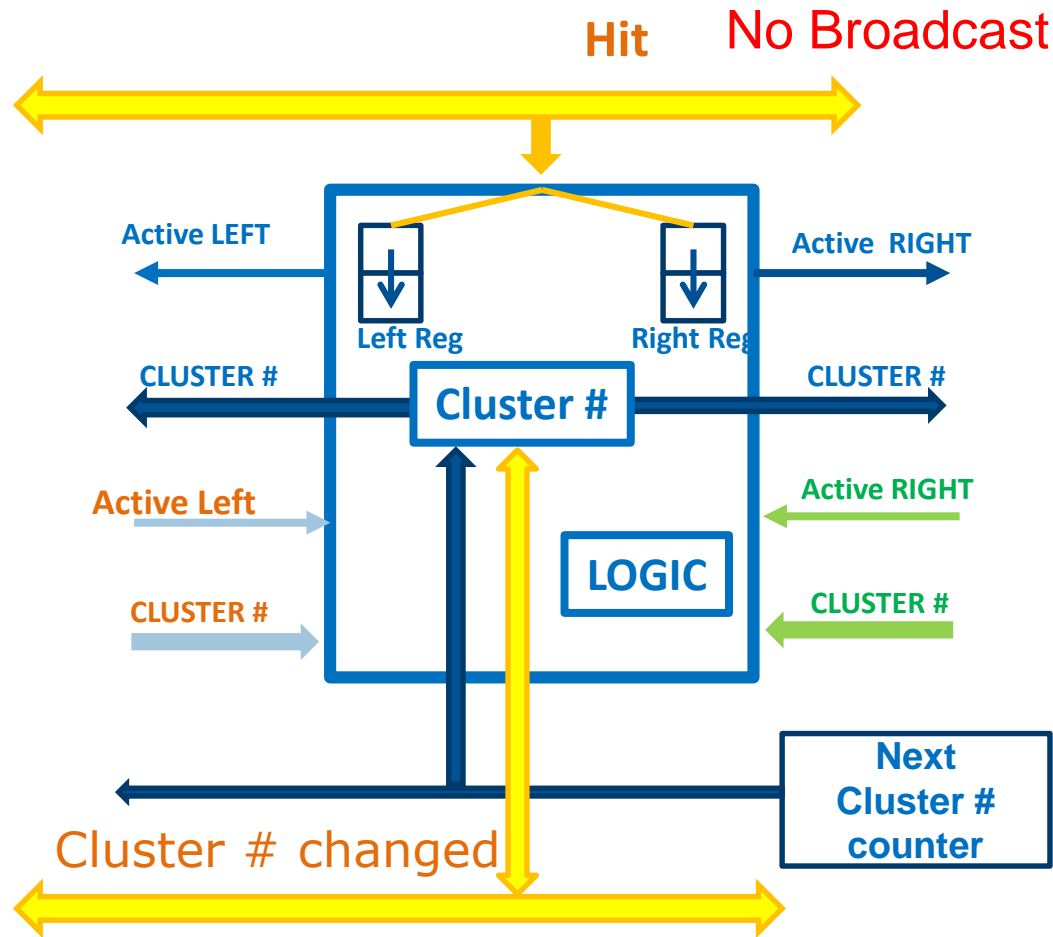 Hit
No Broadcast
Active LEFT
Active RIGHT
Left Reg
Right Reg
CLUSTER #
Cluster #
CLUSTER #
Active Left
Active RIGHT
LOGIC
CLUSTER #
CLUSTER #
Next
Cluster #
counter
Cluster # changed